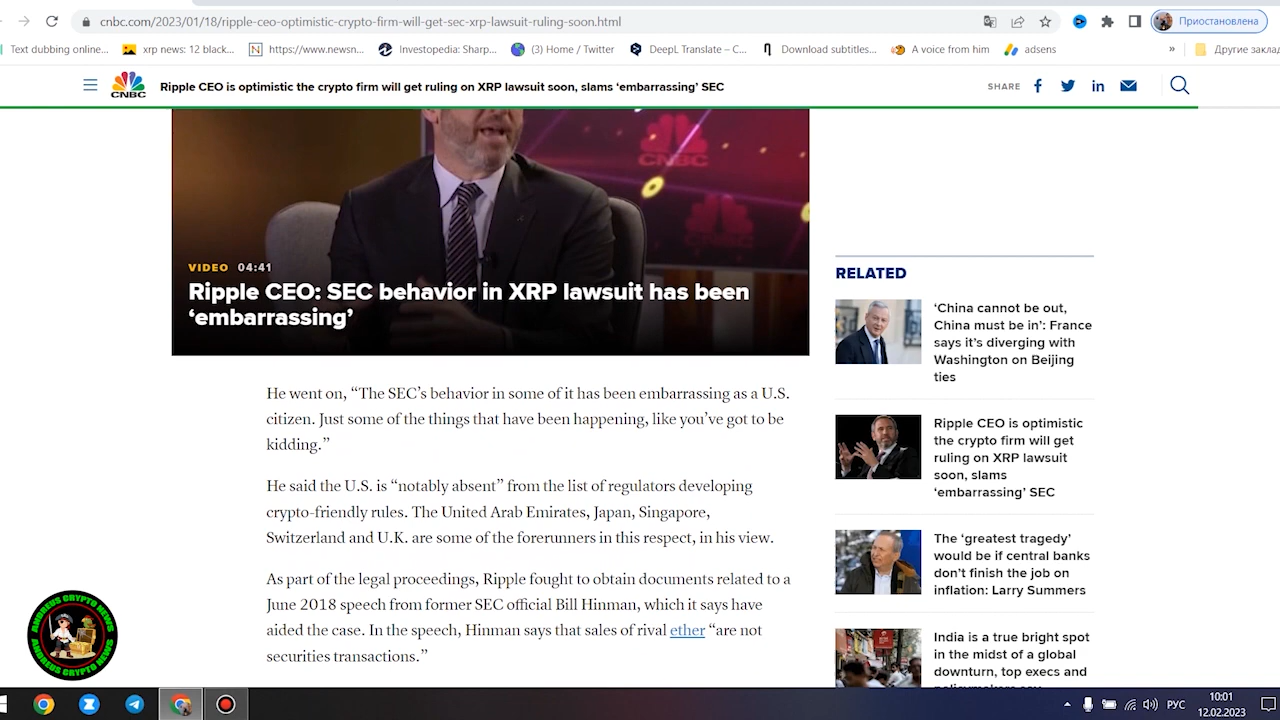 cnbc.com/2023/01/18/ripple-ceo-optimistic-crypto-firm-will-get-sec-xrp-lawsuit-ruling-soon.html
Приостановлена
Text dubbing online...
xrp news: 12 black...
https://www.newsn...
Investopedia: Sharp...
(3) Home / Twitter
DeepL Translate – C...
Download subtitles...
A voice from him
adsens
»
Другие закла
CNBC
Ripple CEO is optimistic the crypto firm will get ruling on XRP lawsuit soon, slams ‘embarrassing’ SEC
SHARE
CNBC
VIDEO 04:41
Ripple CEO: SEC behavior in XRP lawsuit has been
‘embarrassing’
He went on, “The SEC’s behavior in some of it has been embarrassing as a U.S.
citizen. Just some of the things that have been happening, like you’ve got to be
kidding.”
He said the U.S. is “notably absent” from the list of regulators developing
crypto-friendly rules. The United Arab Emirates, Japan, Singapore,
Switzerland and U.K. are some of the forerunners in this respect, in his view.
As part of the legal proceedings, Ripple fought to obtain documents related to a
June 2018 speech from former SEC official Bill Hinman, which it says have
aided the case. In the speech, Hinman says that sales of rival ether “are not
securities transactions.”
RELATED
‘China cannot be out,
China must be in’: France
says it’s diverging with
Washington on Beijing
ties
Ripple CEO is optimistic
the crypto firm will get
ruling on XRP lawsuit
soon, slams
‘embarrassing’ SEC
The ‘greatest tragedy’
would be if central banks
don’t finish the job on
inflation: Larry Summers
India is a true bright spot
in the midst of a global
downturn, top execs and
ANDREUS CRYPTO NEWS
ANDREUS CRYPTO NEWS
РУС
10:01
12.02.2023